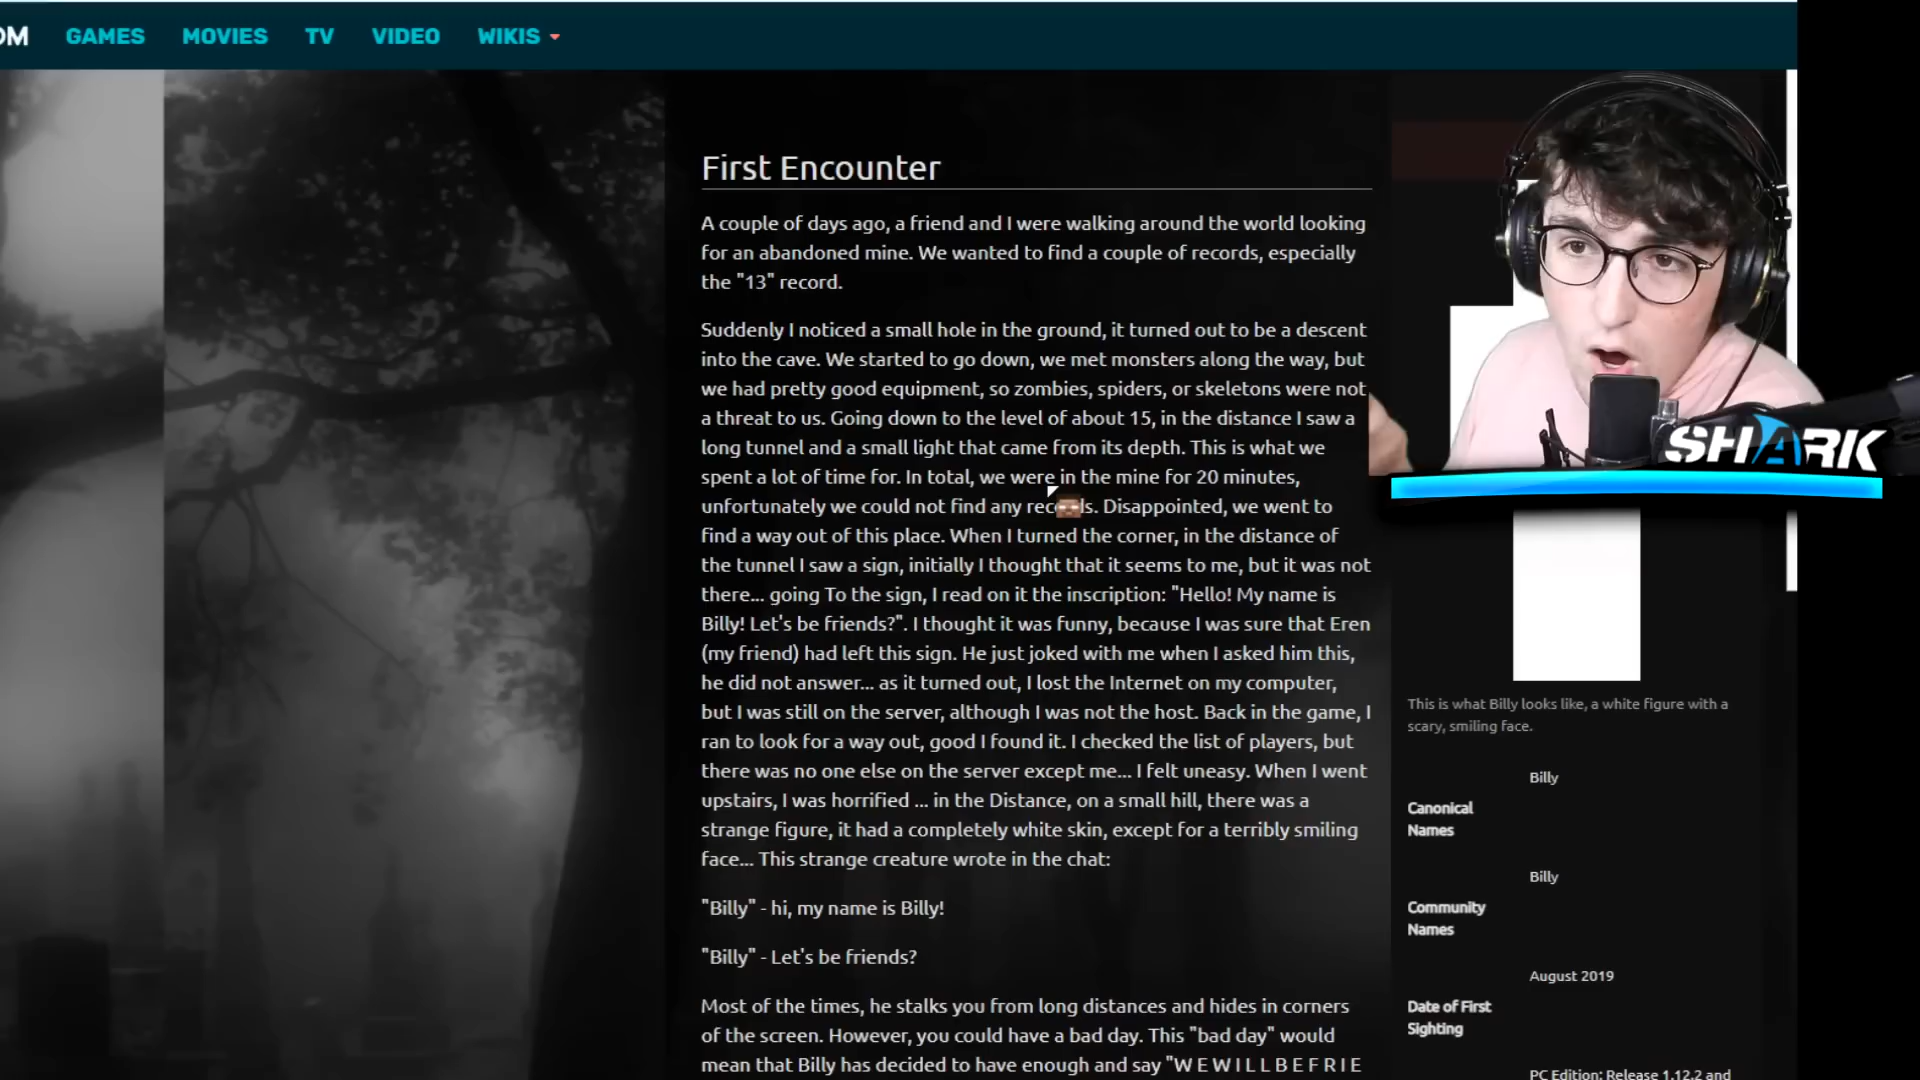 OM GAMES MOVIES TV VIDEO WIKIS
First Encounter
A couple of days ago, a friend and I were walking around the world looking
for an abandoned mine. We wanted to find a couple of records, especially
the "13" record.
Suddenly I noticed a small hole in the ground, it turned out to be a descent
into the cave. We started to go down, we met monsters along the way, but
we had pretty good equipment, so zombies, spiders, or skeletons were not
a threat to us. Going down to the level of about 15, in the distance I saw a
long tunnel and a small light that came from its depth. This is what we
spent a lot of time for. In total, we were in the mine for 20 minutes,
unfortunately we could not find any Disappointed, we went to
find a way out of this place. When I turned the corner, in the distance of
the tunnel I saw a sign, initially I thought that it seems to me, but it was not
there... going To the sign, I read on it the inscription: "Hello! My name is
Billy! Let's be friends?". I thought it was funny, because I was sure that Eren
(my friend) had left this sign. He just joked with me when I asked him this,
he did not answer... as it turned out, I lost the Internet on my computer,
but I was still on the server, although I was not the host. Back in the game, I
ran to look for a way out, good I found it. I checked the list of players, but
there was no one else on the server except me... I felt uneasy. When I went
upstairs, I was horrified ... in the Distance, on a small hill, there was a
strange figure, it had a completely white skin, except for a terribly smiling
face... This strange creature wrote in the chat:
"Billy" - hi, my name is Billy!
"Billy" - Let's be friends?
Most of the times, he stalks you from long distances and hides in corners
of the screen. However, you could have a bad day. This "bad day" would
mean that Billy has decided to have enough and say "W E W I L L B E F R I E
SHARK
This is what Billy looks like, a white figure with a
scary, smiling face.
Billy
Canonical
Names
Billy
Community
Names
August 2019
Date of First
Sighting
PC Edition: Release 1.12.2 and